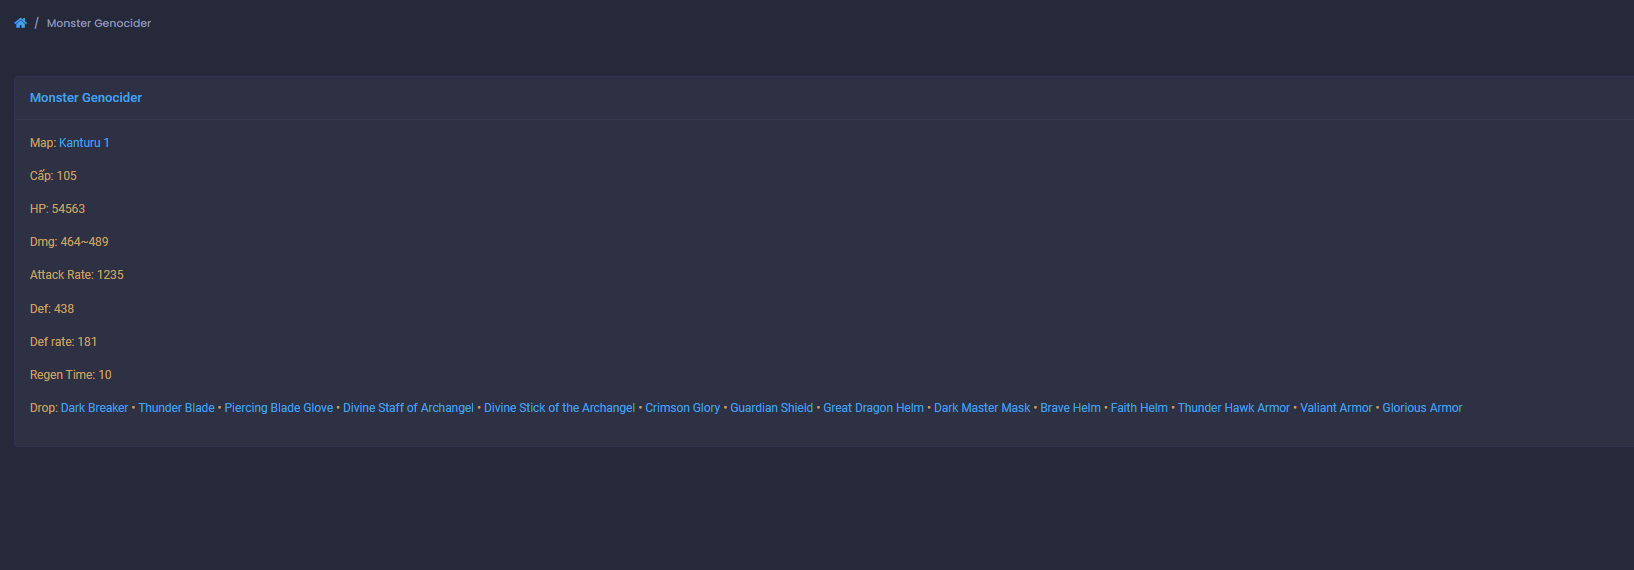 / Monster Genocider
Monster Genocider
Map: Kanturu 1
Cấp: 105
HP: 54563
Dmg: 464~489
Attack Rate: 1235
Def: 438
Def rate: 181
Regen Time: 10
Drop: Dark Breaker • Thunder Blade • Piercing Blade Glove • Divine Staff of Archangel • Divine Stick of the Archangel • Crimson Glory • Guardian Shield • Great Dragon Helm • Dark Master Mask • Brave Helm • Faith Helm • Thunder Hawk Armor • Valiant Armor • Glorious Armor